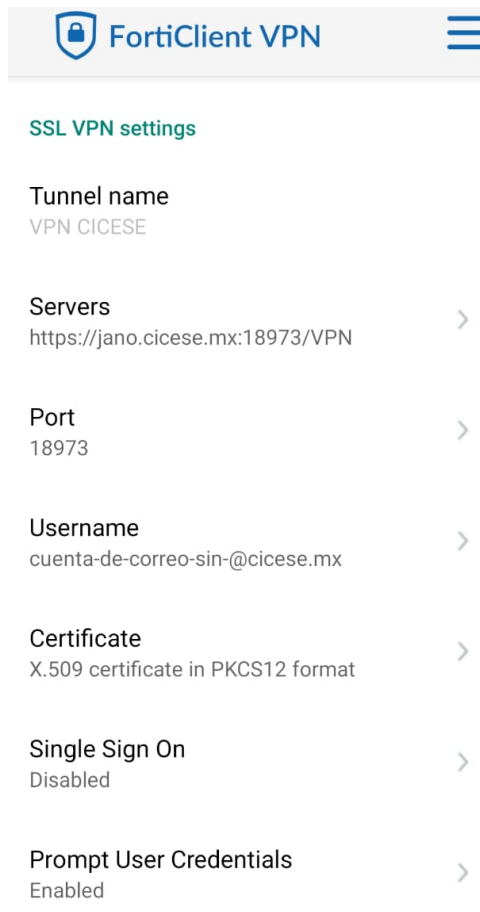 FortiClient VPN
SSL VPN settings
Tunnel name
VPN CICESE
Servers
https://jano.cicese.mx:18973/VPN
Port
18973
Username
cuenta-de-correo-sin-@cicese.mx
Certificate
X.509 certificate in PKCS12 format
Single Sign On
Disabled
Prompt User Credentials
Enabled